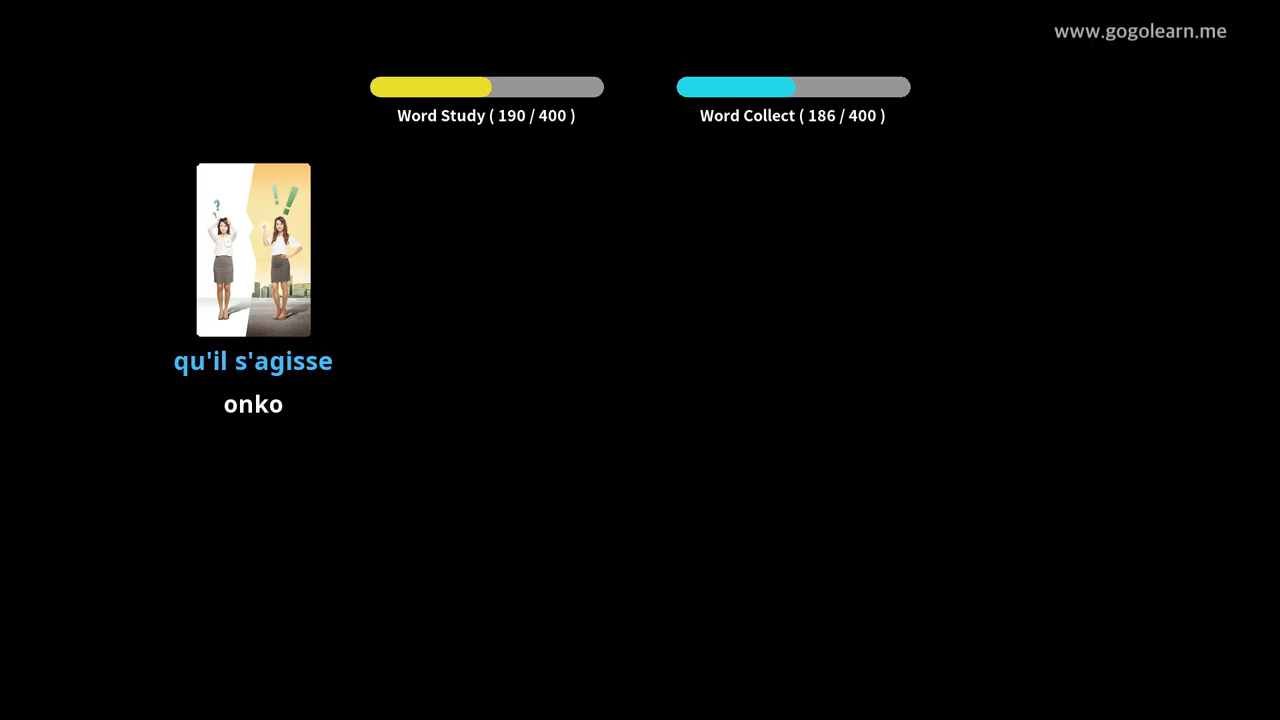 www.gogolearn.me
Word Study ( 190 / 400 )
Word Collect ( 186 / 400 )
??
!!
qu'il s'agisse
onko